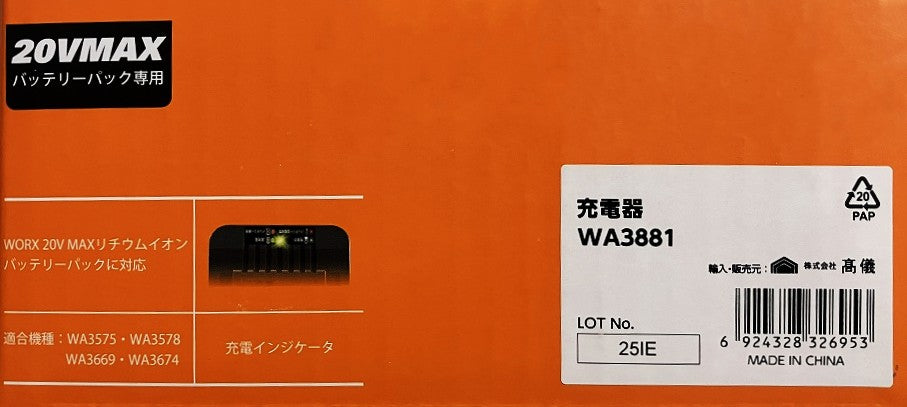 20VMAX
バッテリーパック専用
WORX 20V MAXリチウムイオン
バッテリーパックに対応
適合機種：WA3575・WA3578
WA3669・WA3674
充電インジケータ
充電器
WA3881
20
PAP
輸入・販売元：株式会社 髙儀
LOT No.
25IE
6 924328 326953
MADE IN CHINA